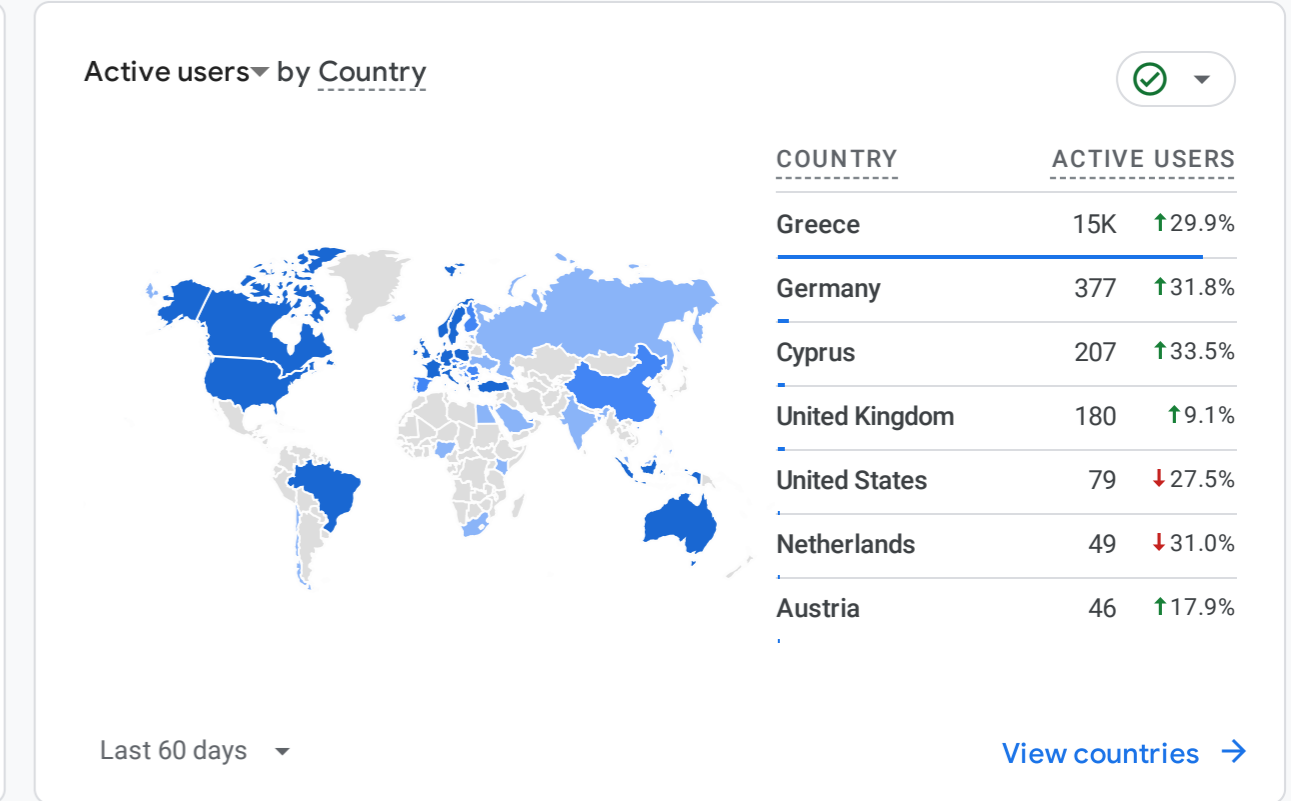 Active users by Country
COUNTRY ACTIVE USERS
Greece 15K ↑29.9%
Germany 377 ↑31.8%
Cyprus 207 ↑33.5%
United Kingdom 180 ↑9.1%
United States 79 ↓27.5%
Netherlands 49 ↓31.0%
Austria 46 ↑17.9%
Last 60 days View countries →